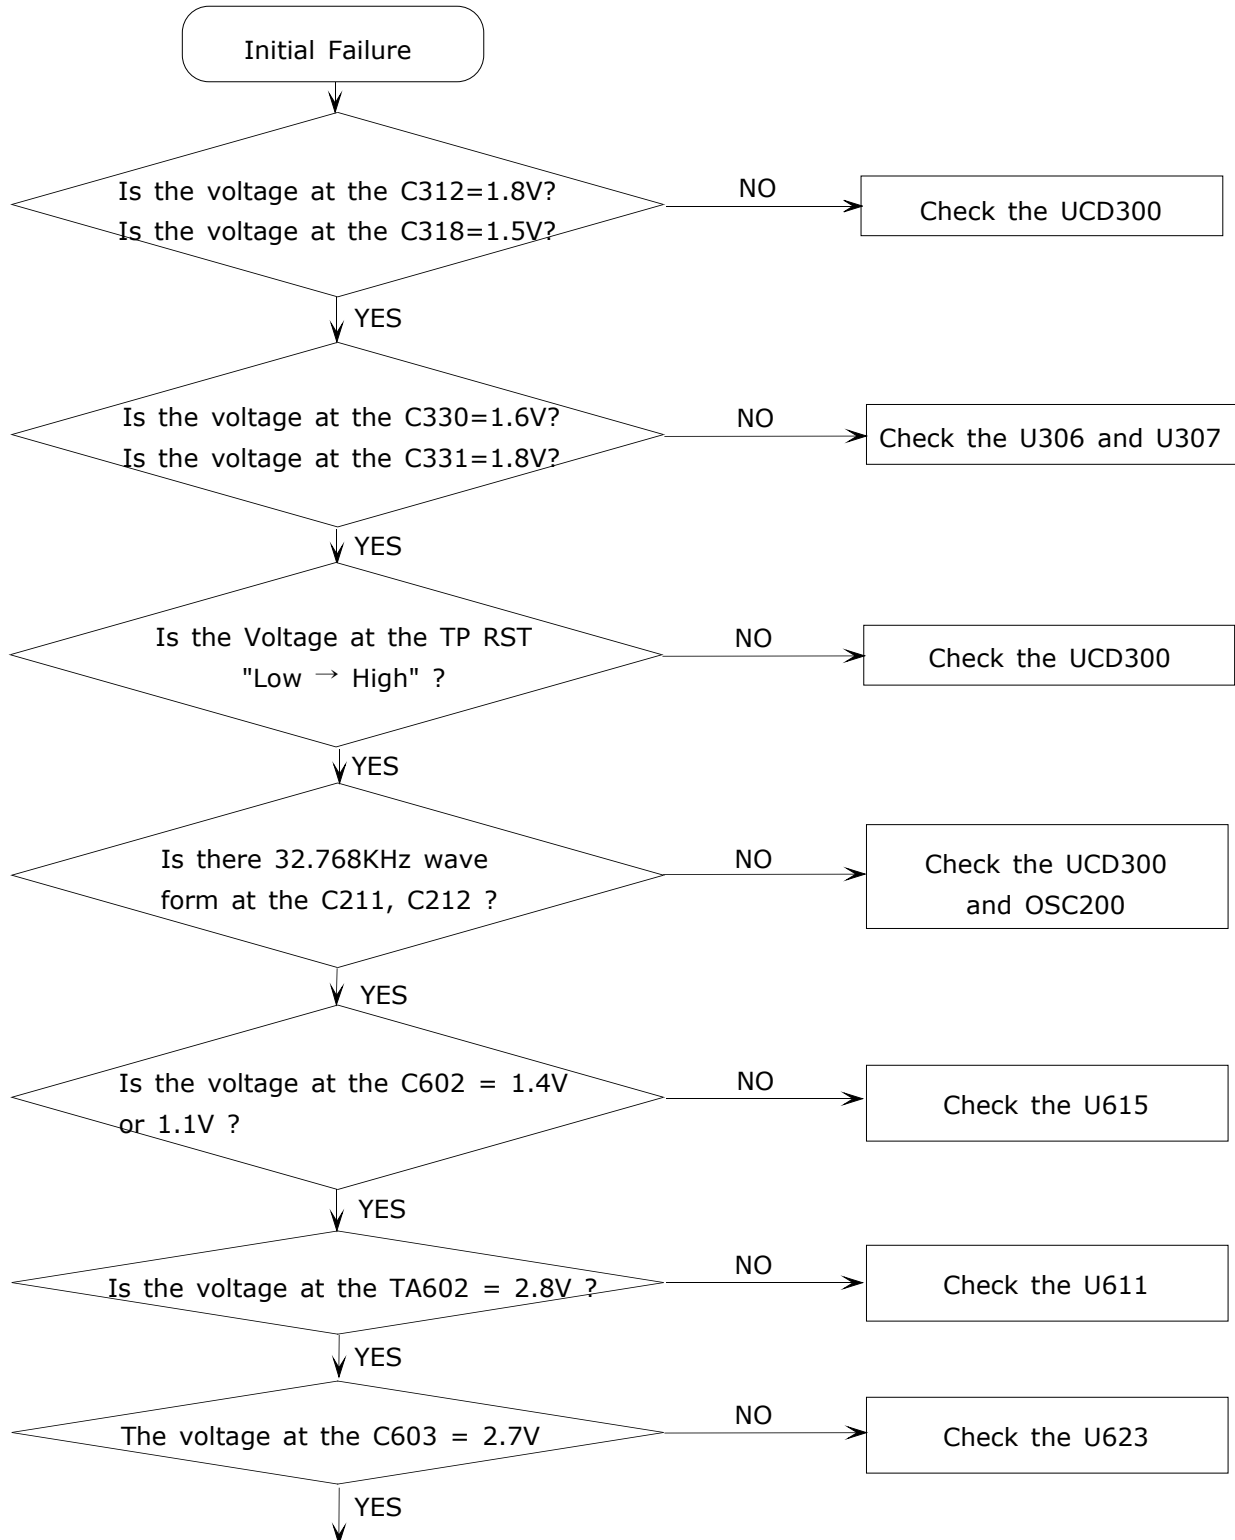 Initial Failure
Is the voltage at the C312=1.8V?
Is the voltage at the C318=1.5V?
NO
Check the UCD300
YES
Is the voltage at the C330=1.6V?
Is the voltage at the C331=1.8V?
NO
Check the U306 and U307
YES
Is the Voltage at the TP RST
"Low → High" ?
NO
Check the UCD300
YES
Is there 32.768KHz wave
form at the C211, C212 ?
NO
Check the UCD300
and OSC200
YES
Is the voltage at the C602 = 1.4V
or 1.1V ?
NO
Check the U615
YES
Is the voltage at the TA602 = 2.8V ?
NO
Check the U611
YES
The voltage at the C603 = 2.7V
NO
Check the U623
YES